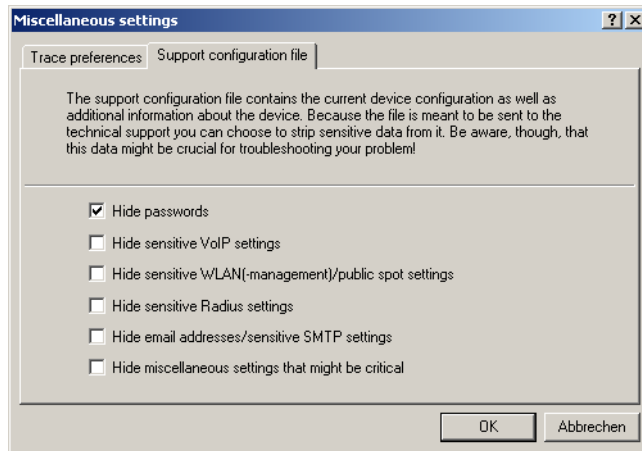 Miscellaneous settings
Trace preferences
Support configuration file
The support configuration file contains the current device configuration as well as
additional information about the device. Because the file is meant to be sent to the
technical support you can choose to strip sensitive data from it. Be aware, though, that
this data might be crucial for troubleshooting your problem!
Hide passwords
Hide sensitive VoIP settings
Hide sensitive WLAN(-management)/public spot settings
Hide sensitive Radius settings
Hide email addresses/sensitive SMTP settings
Hide miscellaneous settings that might be critical
OK
Abbrechen